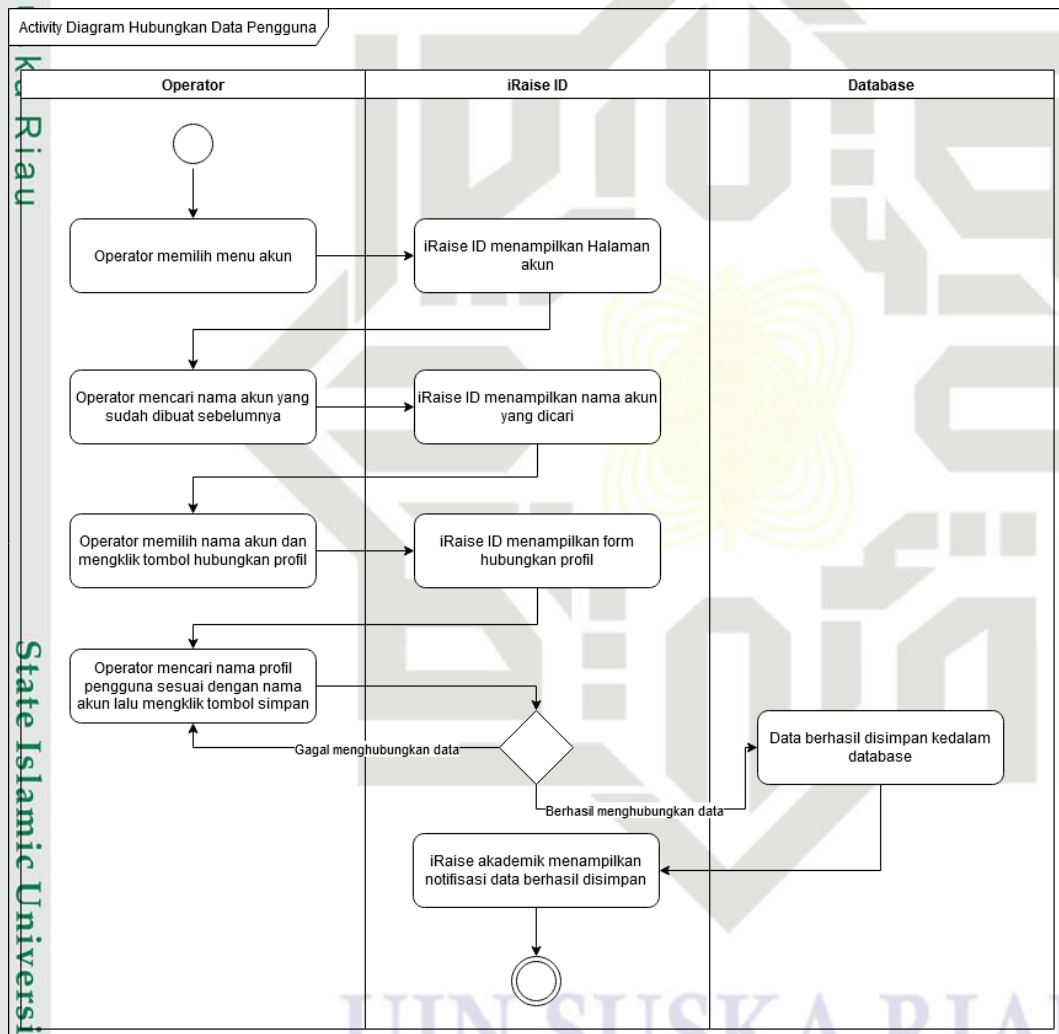 Activity Diagram Hubungkan Data Pengguna
Operator
iRaise ID
Database
Operator memilih menu akun
iRaise ID menampilkan Halaman
akun
Operator mencari nama akun yang
sudah dibuat sebelumnya
iRaise ID menampilkan nama akun
yang dicari
Operator memilih nama akun dan
mengklik tombol hubungkan profil
iRaise ID menampilkan form
hubungkan profil
Operator mencari nama profil
pengguna sesuai dengan nama
akun lalu mengklik tombol simpan
Gagal menghubungkan data
Data berhasil disimpan kedalam
database
Berhasil menghubungkan data
iRaise akademik menampilkan
notifisasi data berhasil disimpan
ka Riau
State Islamic Universi
UIN SUSKA RIA